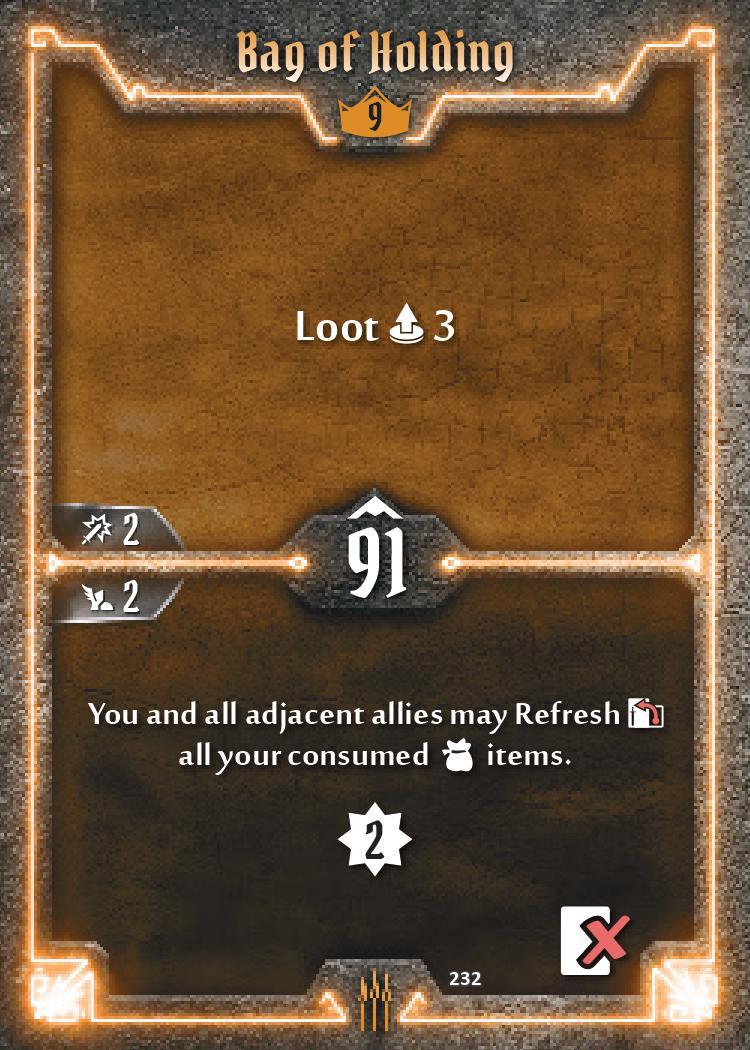 Bag of Holding
9
Loot 3
2
91
2
You and all adjacent allies may Refresh
all your consumed items.
2
232